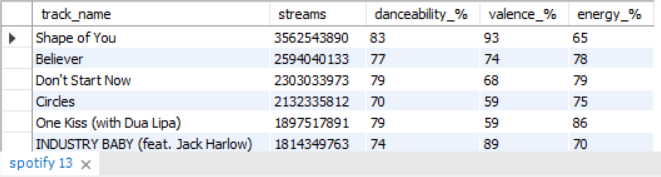 track_name streams danceability_% valence_% energy_%
Shape of You 3562543890 83 93 65
Believer 2594040133 77 74 78
Don't Start Now 2303033973 79 68 79
Circles 2132335812 70 59 75
One Kiss (with Dua Lipa) 1897517891 79 59 86
INDUSTRY BABY (feat. Jack Harlow) 1814349763 74 89 70
spotify 13 ×